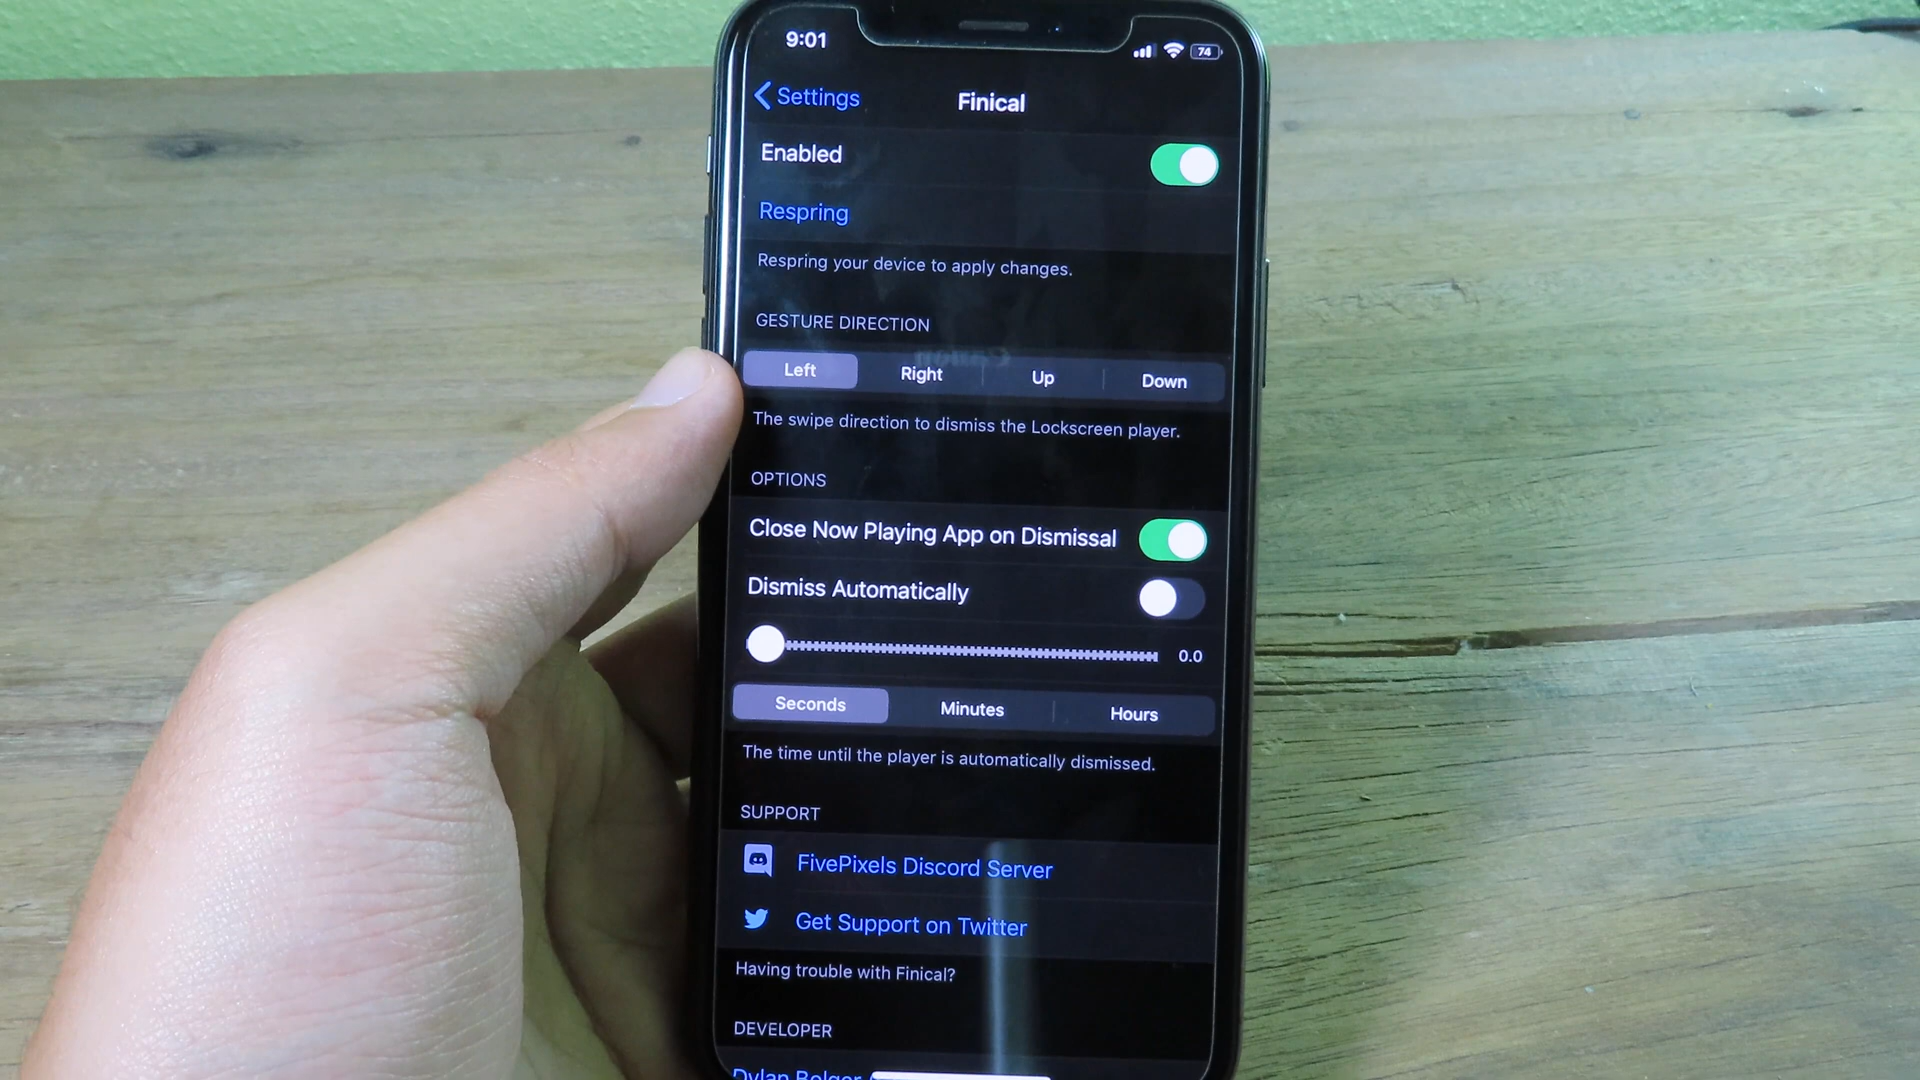 9:01
74
Settings
Finical
Enabled
Respring
Respring your device to apply changes.
GESTURE DIRECTION
Left Right Up Down
The swipe direction to dismiss the Lockscreen player.
OPTIONS
Close Now Playing App on Dismissal
Dismiss Automatically
0.0
Seconds Minutes Hours
The time until the player is automatically dismissed.
SUPPORT
FivePixels Discord Server
Get Support on Twitter
Having trouble with Finical?
DEVELOPER
Dylan Bolger